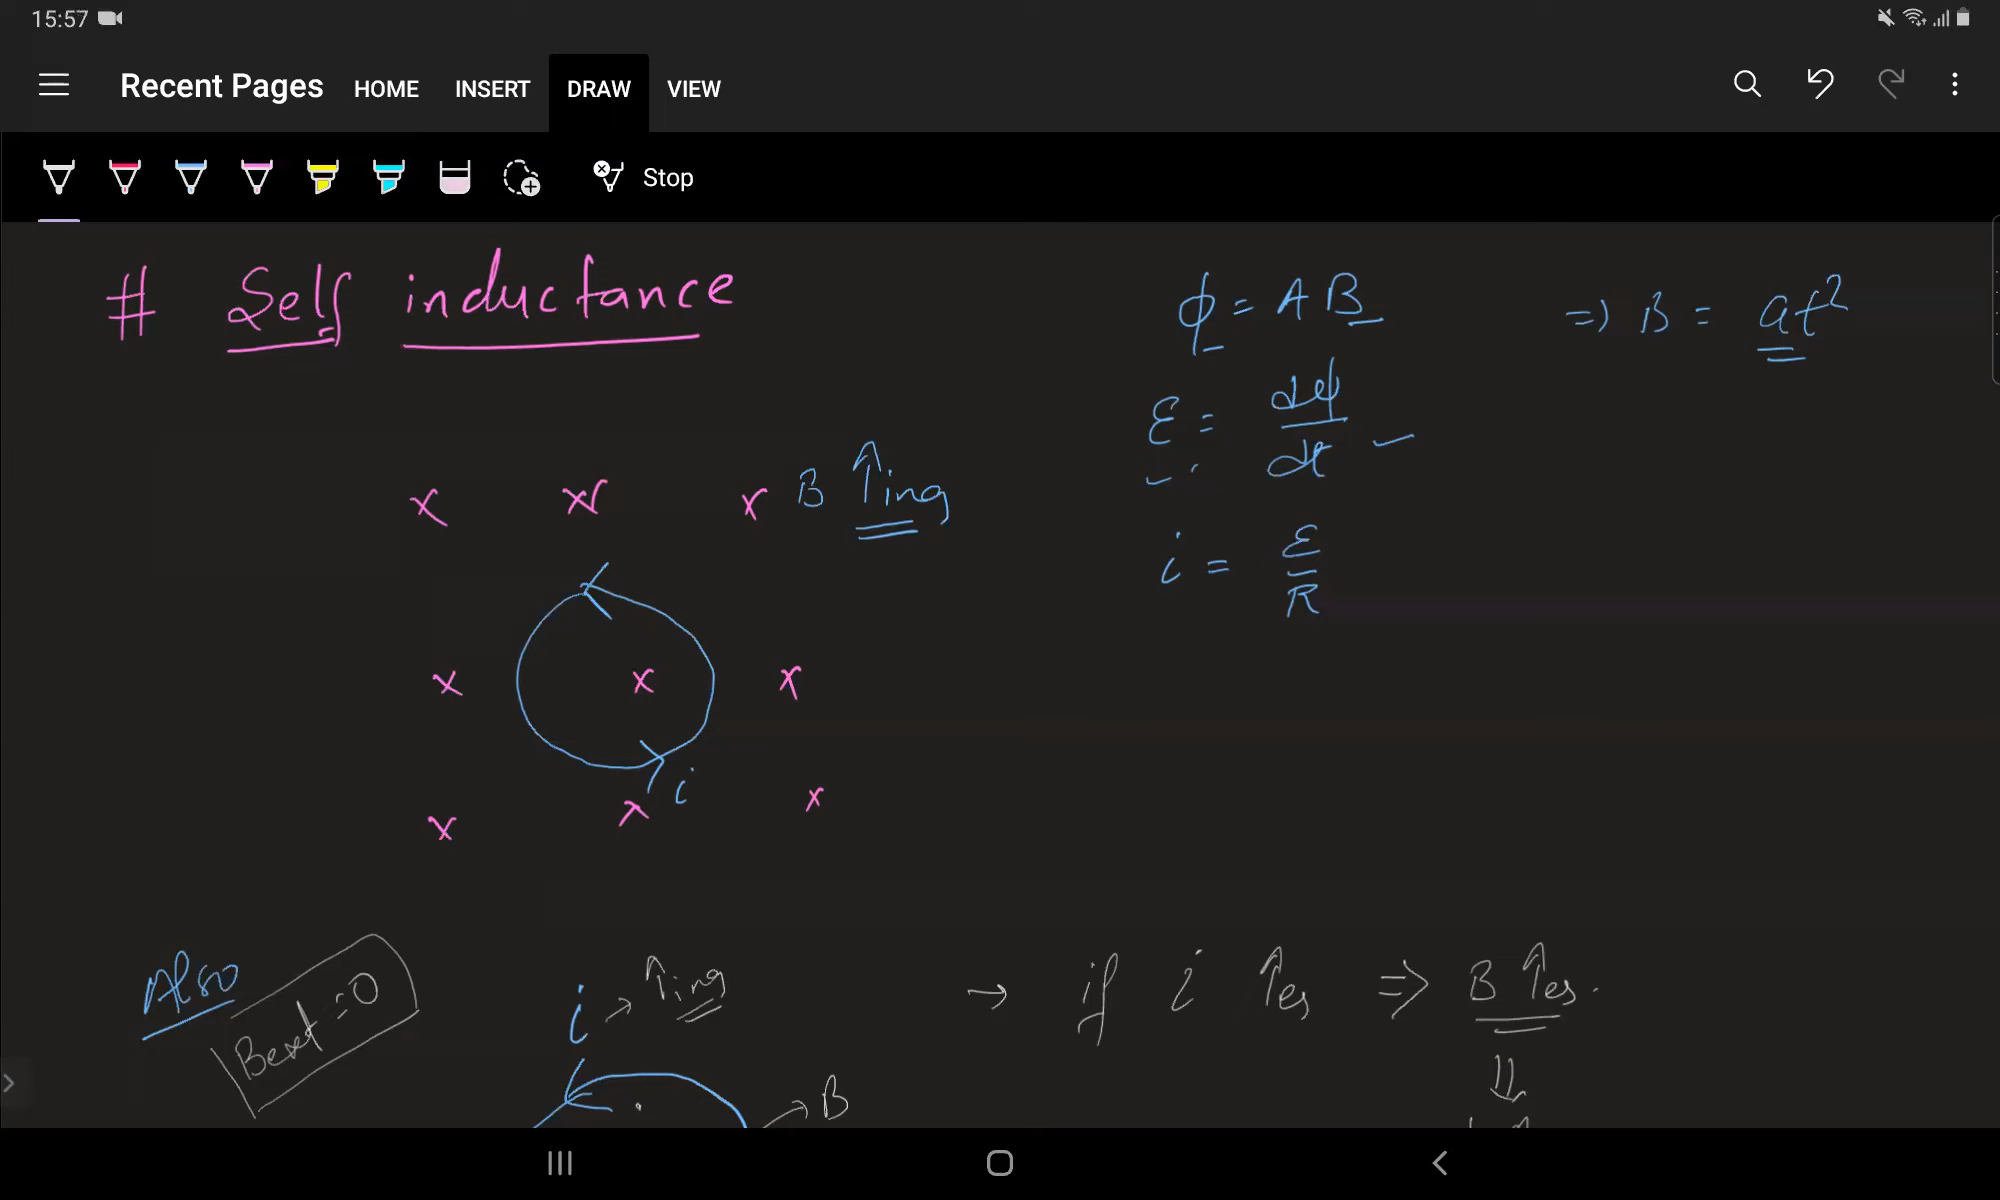 15:57
Recent Pages HOME INSERT DRAW VIEW
Stop
# Self inductance
ϕ = A B ⇒ B = at²
ε = dϕ/dt
B ↑ing
i = ε/R
i
Also
Bext = 0
i → ↑ing
→ if i ↑es ⇒ B ↑es.
→ B